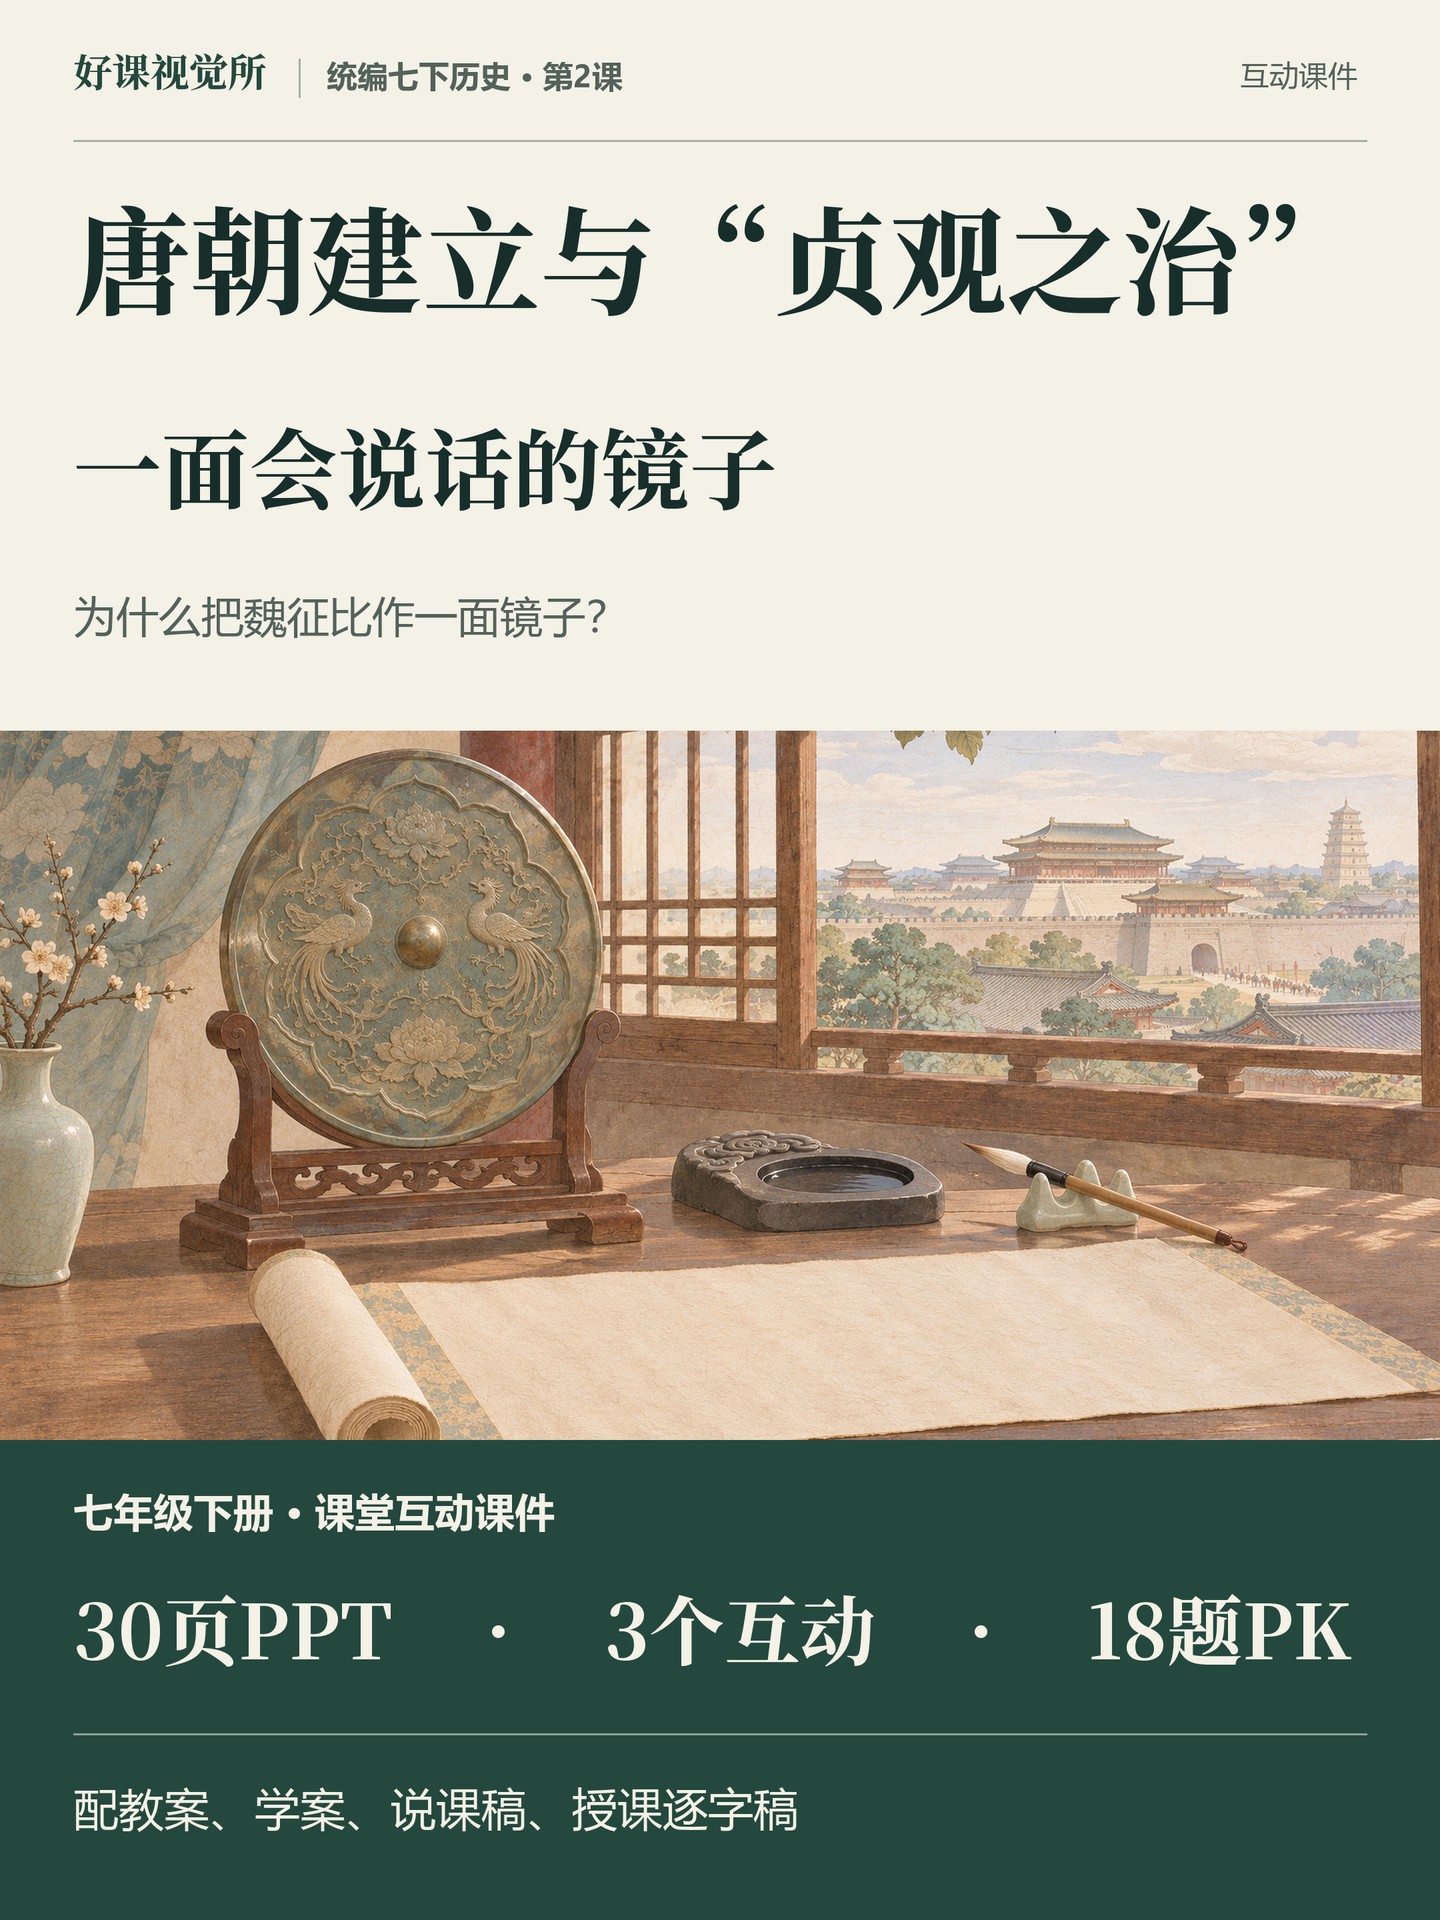 好课视觉所 | 统编七下历史·第2课 互动课件
唐朝建立与“贞观之治”
一面会说话的镜子
为什么把魏征比作一面镜子？
七年级下册·课堂互动课件
30页PPT · 3个互动 · 18题PK
配教案、学案、说课稿、授课逐字稿